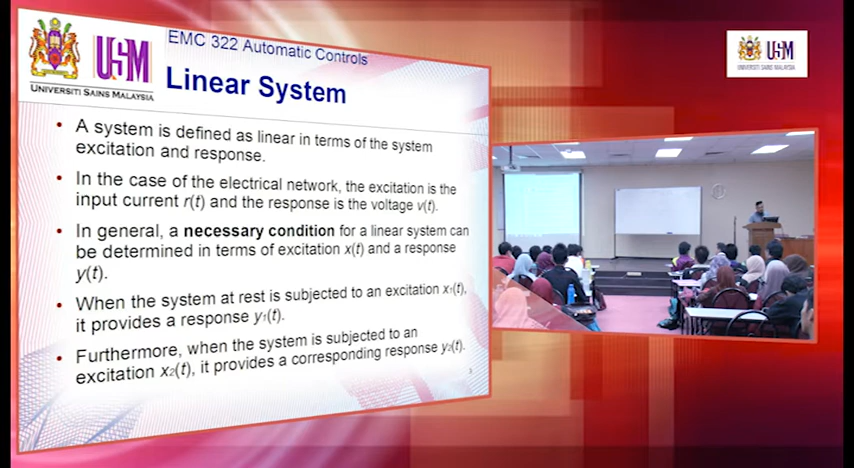 USM
UNIVERSITI SAINS MALAYSIA
EMC 322 Automatic Controls
Linear System
• A system is defined as linear in terms of the system
excitation and response.
• In the case of the electrical network, the excitation is the
input current r(t) and the response is the voltage v(t).
• In general, a necessary condition for a linear system can
be determined in terms of excitation x(t) and a response
y(t).
• When the system at rest is subjected to an excitation x₁(t),
it provides a response y₁(t).
• Furthermore, when the system is subjected to an
excitation x₂(t), it provides a corresponding response y₂(t).
3
USM
UNIVERSITI SAINS MALAYSIA